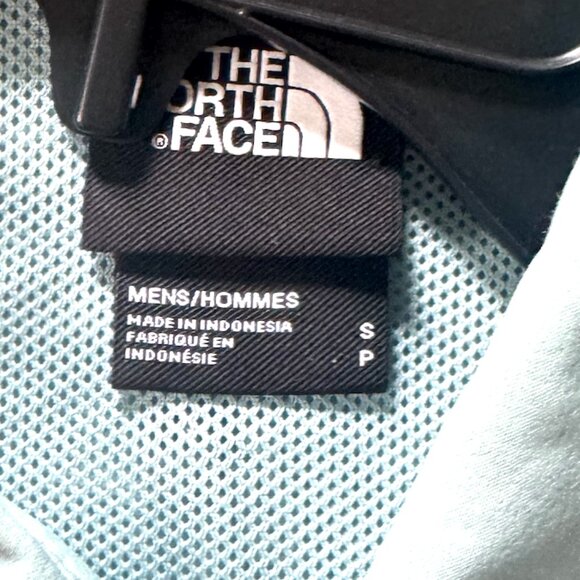 THE
ORTH
FACE
®
MENS/HOMMES
MADE IN INDONESIA
FABRIQUÉ EN
INDONÉSIE
S
P